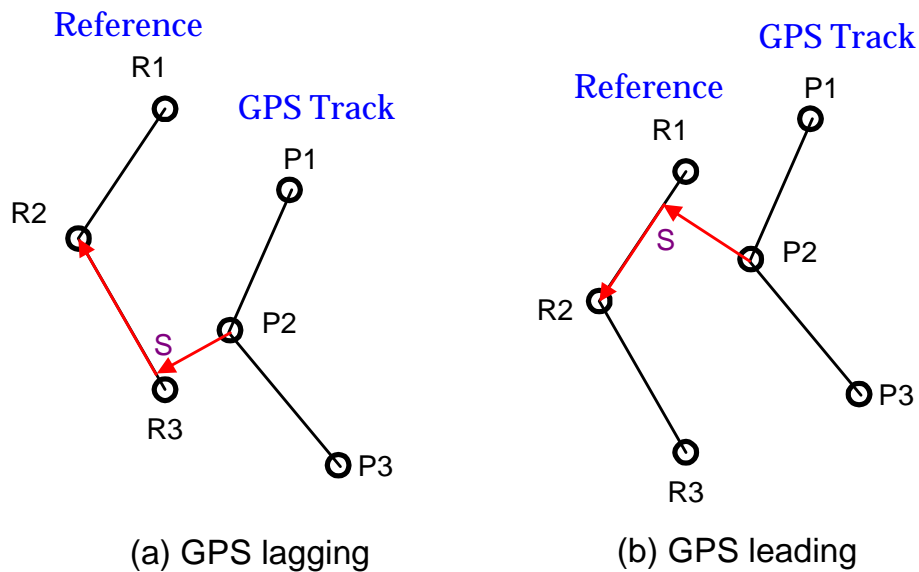 Reference
R1
GPS Track
P1
R2
P2
S
R3
P3
(a) GPS lagging
GPS Track
P1
Reference
R1
S
P2
R2
P3
R3
(b) GPS leading